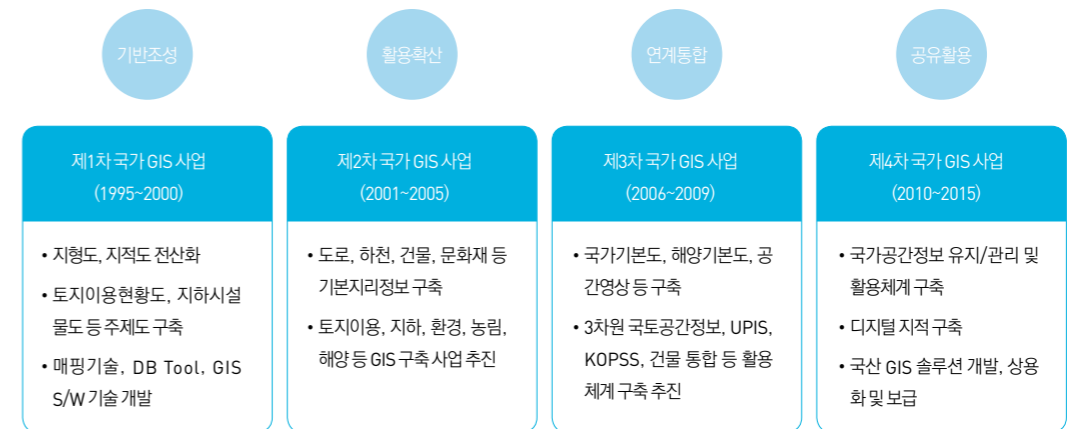 기반조성
활용확산
연계통합
공유활용
제1차 국가 GIS 사업
(1995~2000)
• 지형도, 지적도 전산화
• 토지이용현황도, 지하시설
물도 등 주제도 구축
• 매핑기술, DB Tool, GIS
S/W 기술 개발
제2차 국가 GIS 사업
(2001~2005)
• 도로, 하천, 건물, 문화재 등
기본지리정보 구축
• 토지이용, 지하, 환경, 농림,
해양 등 GIS 구축 사업 추진
제3차 국가 GIS 사업
(2006~2009)
• 국가기본도, 해양기본도, 공
간영상 등 구축
• 3차원 국토공간정보, UPIS,
KOPSS, 건물 통합 등 활용
체계 구축 추진
제4차 국가 GIS 사업
(2010~2015)
• 국가공간정보 유지/관리 및
활용체계 구축
• 디지털 지적 구축
• 국산 GIS 솔루션 개발, 상용
화 및 보급